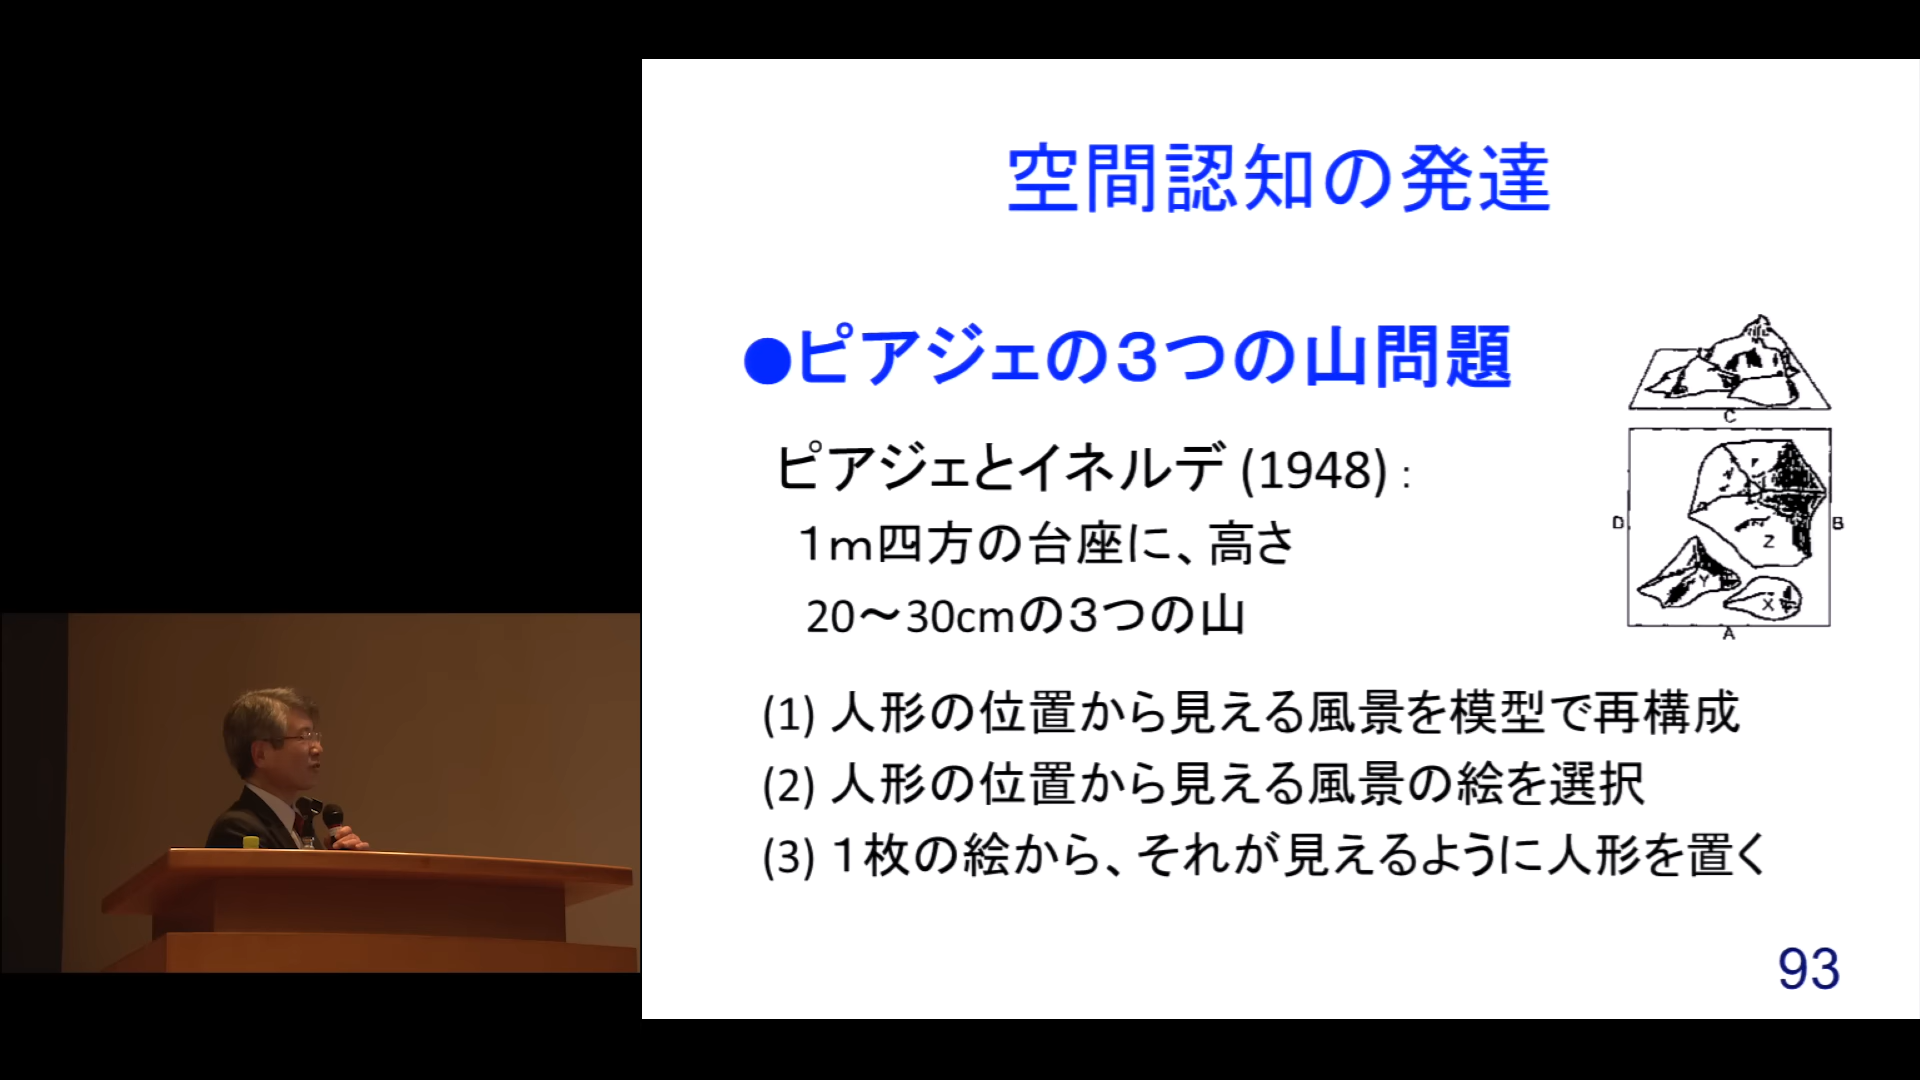 空間認知の発達
●ピアジェの３つの山問題
ピアジェとイネルデ (1948) :
１ｍ四方の台座に、高さ
20～30cmの３つの山
C
D
B
Z
Y
X
A
(1) 人形の位置から見える風景を模型で再構成
(2) 人形の位置から見える風景の絵を選択
(3) １枚の絵から、それが見えるように人形を置く
93